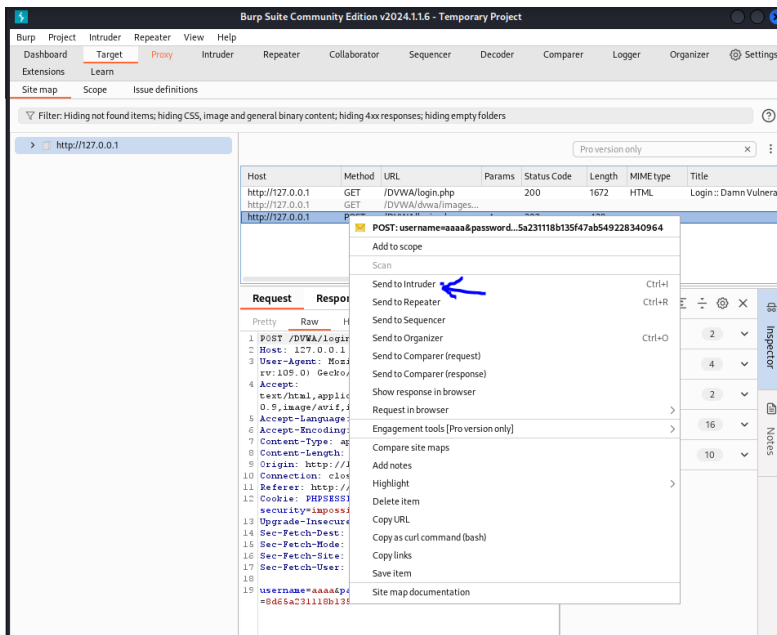 Burp Suite Community Edition v2024.1.1.6 - Temporary Project
Burp Project Intruder Repeater View Help
Dashboard Target Proxy Intruder Repeater Collaborator Sequencer Decoder Comparer Logger Organizer Settings
Extensions Learn
Site map Scope Issue definitions
Filter: Hiding not found items; hiding CSS, image and general binary content; hiding 4xx responses; hiding empty folders
http://127.0.0.1
Pro version only
Host Method URL Params Status Code Length MIME type Title
http://127.0.0.1 GET /DVWA/login.php 200 1672 HTML Login :: Damn Vulnera
http://127.0.0.1 GET /DVWA/dvwa/images...
http://127.0.0.1
POST: username=aaaa&password...5a231118b135f47ab549228340964
Add to scope
Scan
Send to Intruder Ctrl+I
Send to Repeater Ctrl+R
Send to Sequencer
Send to Organizer Ctrl+O
Send to Comparer (request)
Send to Comparer (response)
Show response in browser
Request in browser
Engagement tools [Pro version only]
Compare site maps
Add notes
Highlight
Delete item
Copy URL
Copy as curl command (bash)
Copy links
Save item
Site map documentation
Request Respor
Pretty Raw H
1 POST /DVWA/login
2 Host: 127.0.0.1
3 User-Agent: Mozi
rv:109.0) Gecko/
4 Accept:
text/html,applic
0.9,image/avif,i
5 Accept-Language:
6 Accept-Encoding:
7 Content-Type: ap
8 Content-Length:
9 Origin: http://1
10 Connection: clos
11 Referer: http://
12 Cookie: PHPSESSI
security=impossi
13 Upgrade-Insecure
14 Sec-Fetch-Dest:
15 Sec-Fetch-Mode:
16 Sec-Fetch-Site:
17 Sec-Fetch-User:
18
19 username=aaaa&pa
=8d65a231118b135
2
4
2
16
10
Inspector
Notes